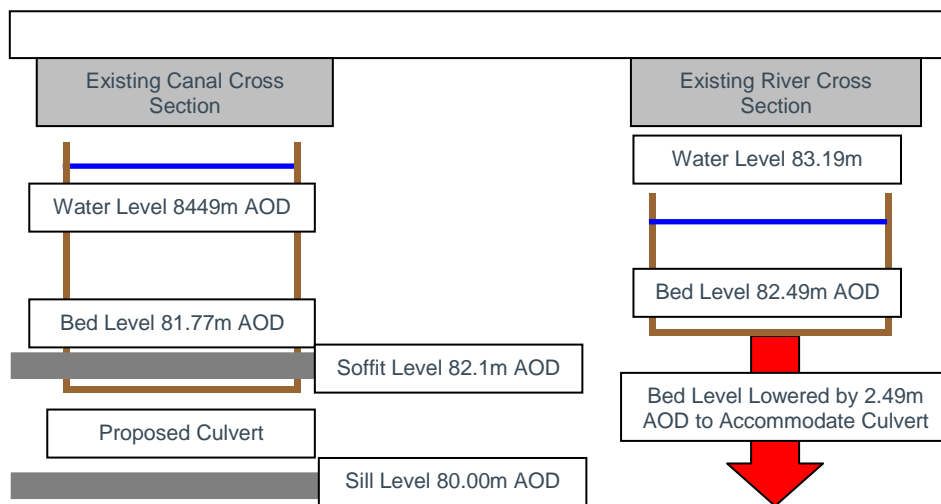 Existing Canal Cross
Section
Water Level 8449m AOD
Bed Level 81.77m AOD
Soffit Level 82.1m AOD
Proposed Culvert
Sill Level 80.00m AOD
Existing River Cross
Section
Water Level 83.19m
Bed Level 82.49m AOD
Bed Level Lowered by 2.49m
AOD to Accommodate Culvert